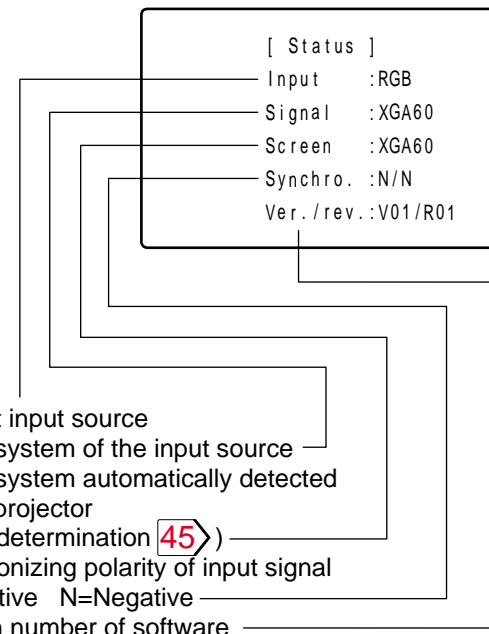 [ Status ]
Input :RGB
Signal :XGA60
Screen :XGA60
Synchro. :N/N
Ver./rev.:V01/R01
input source
system of the input source
system automatically detected
projector
determination 45 )
onizing polarity of input signal
tive N=Negative
number of software